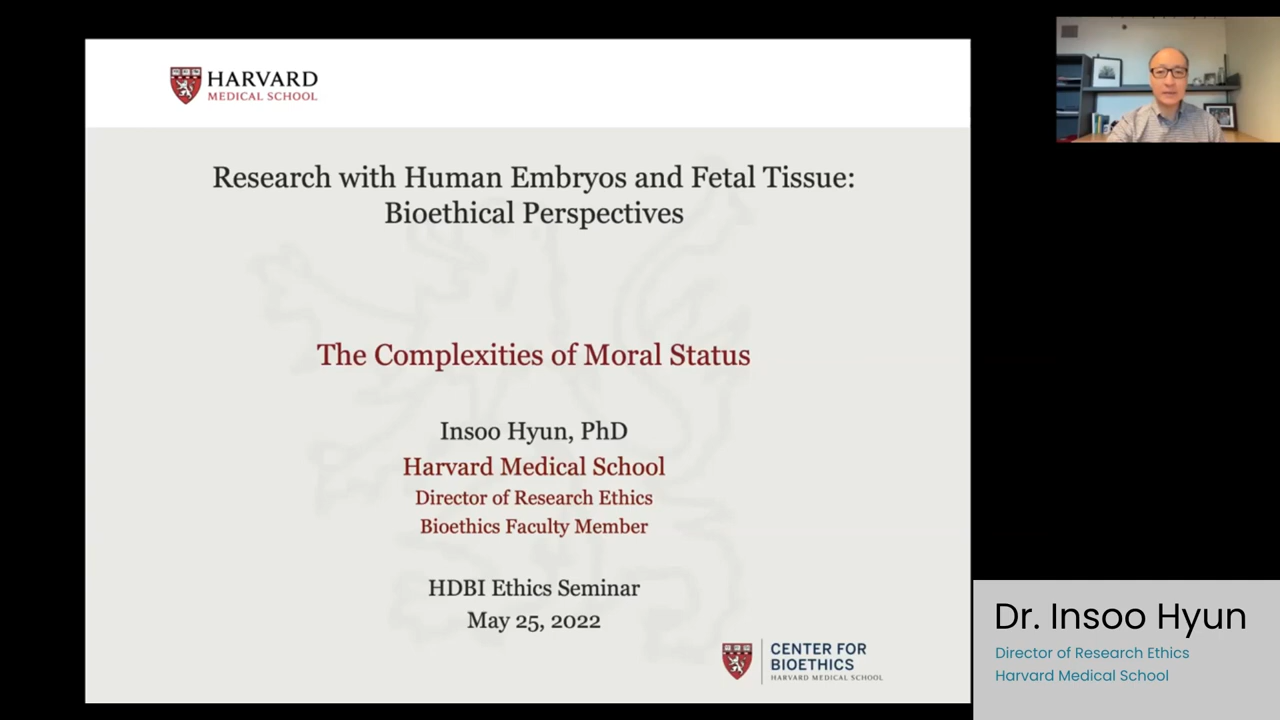 HARVARD
MEDICAL SCHOOL
Research with Human Embryos and Fetal Tissue:
Bioethical Perspectives
The Complexities of Moral Status
Insoo Hyun, PhD
Harvard Medical School
Director of Research Ethics
Bioethics Faculty Member
HDBI Ethics Seminar
May 25, 2022
CENTER FOR
BIOETHICS
HARVARD MEDICAL SCHOOL
Dr. Insoo Hyun
Director of Research Ethics
Harvard Medical School